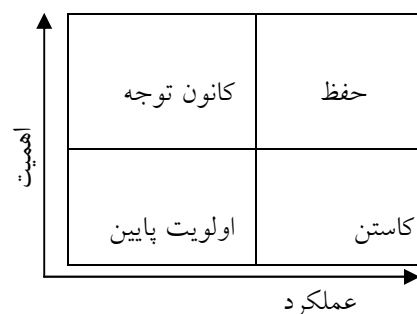 حفظ
کانون توجه
کاستن
اولویت پایین
اهمیت
عملکرد